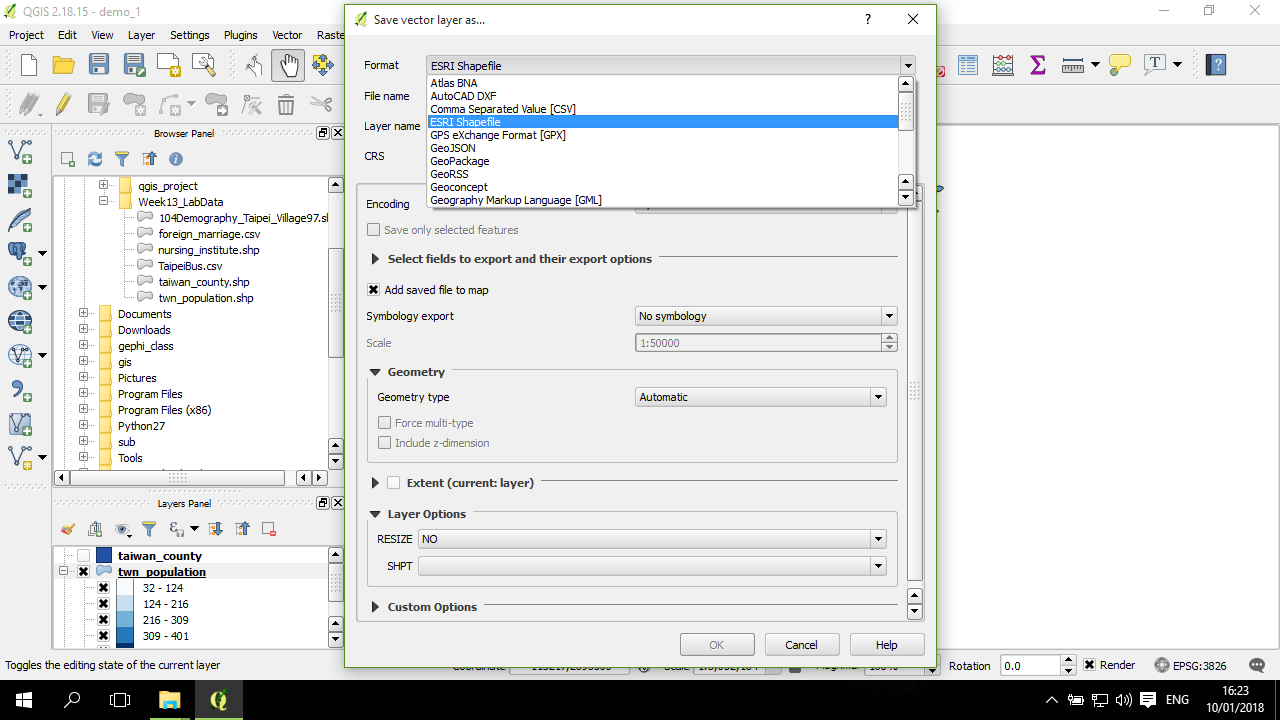 QGIS 2.18.15 - demo_1
Project Edit View Layer Settings Plugins Vector Raste
Browser Panel
qgis_project
Week13_LabData
104Demography_Taipei_Village97.sl
foreign_marriage.csv
nursing_institute.shp
TaipeiBus.csv
taiwan_county.shp
twn_population.shp
Documents
Downloads
gephi_class
gis
Pictures
Program Files
Program Files (x86)
Python27
sub
Tools
Layers Panel
taiwan_county
twn_population
32 - 124
124 - 216
216 - 309
309 - 401
Save vector layer as...
?
Format ESRI Shapefile
Atlas BNA
File name
AutoCAD DXF
Comma Separated Value [CSV]
Layer name
ESRI Shapefile
GPS eXchange Format [GPX]
GeoJSON
CRS
GeoPackage
GeoRSS
Geoconcept
Geography Markup Language [GML]
Encoding
Save only selected features
Select fields to export and their export options
Add saved file to map
Symbology export No symbology
Scale 1:50000
Geometry
Geometry type Automatic
Force multi-type
Include z-dimension
Extent (current: layer)
Layer Options
RESIZE NO
SHPT
Custom Options
OK Cancel Help
Toggles the editing state of the current layer
Coordinate Scale Rotation 0.0 Render EPSG:3826
ENG
16:23
10/01/2018